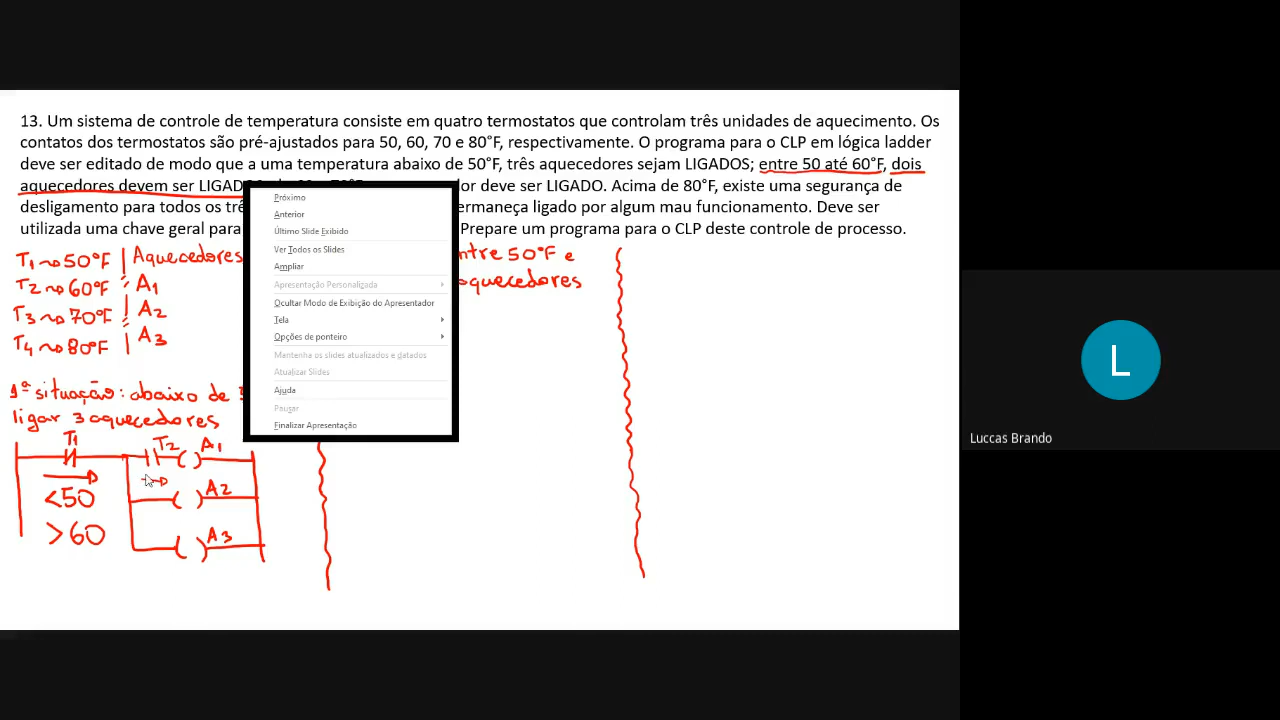 13. Um sistema de controle de temperatura consiste em quatro termostatos que controlam três unidades de aquecimento. Os
contatos dos termostatos são pré-ajustados para 50, 60, 70 e 80°F, respectivamente. O programa para o CLP em lógica ladder
deve ser editado de modo que a uma temperatura abaixo de 50°F, três aquecedores sejam LIGADOS; entre 50 até 60°F, dois
aquecedores devem ser LIGADO. Acima de 80°F, existe uma segurança de
desligamento para todos os ligado por algum mau funcionamento. Deve ser
utilizada uma chave geral para Prepare um programa para o CLP deste controle de processo.
Próximo
Anterior
Último Slide Exibido
Ver Todos os Slides
Ampliar
Apresentação Personalizada
Ocultar Modo de Exibição do Apresentador
Tela
Opções de ponteiro
Mantenha os slides atualizados e datados
Atualizar Slides
Ajuda
Pausar
Finalizar Apresentação
T1 ~> 50°F
T2 ~> 60°F
T3 ~> 70°F
T4 ~> 80°F
Aquecedores
A1
A2
A3
50°F e
aquecedores
1ª situação: abaixo de
ligar 3 aquecedores
T1
T2
A1
<50
A2
>60
A3
L
Luccas Brando